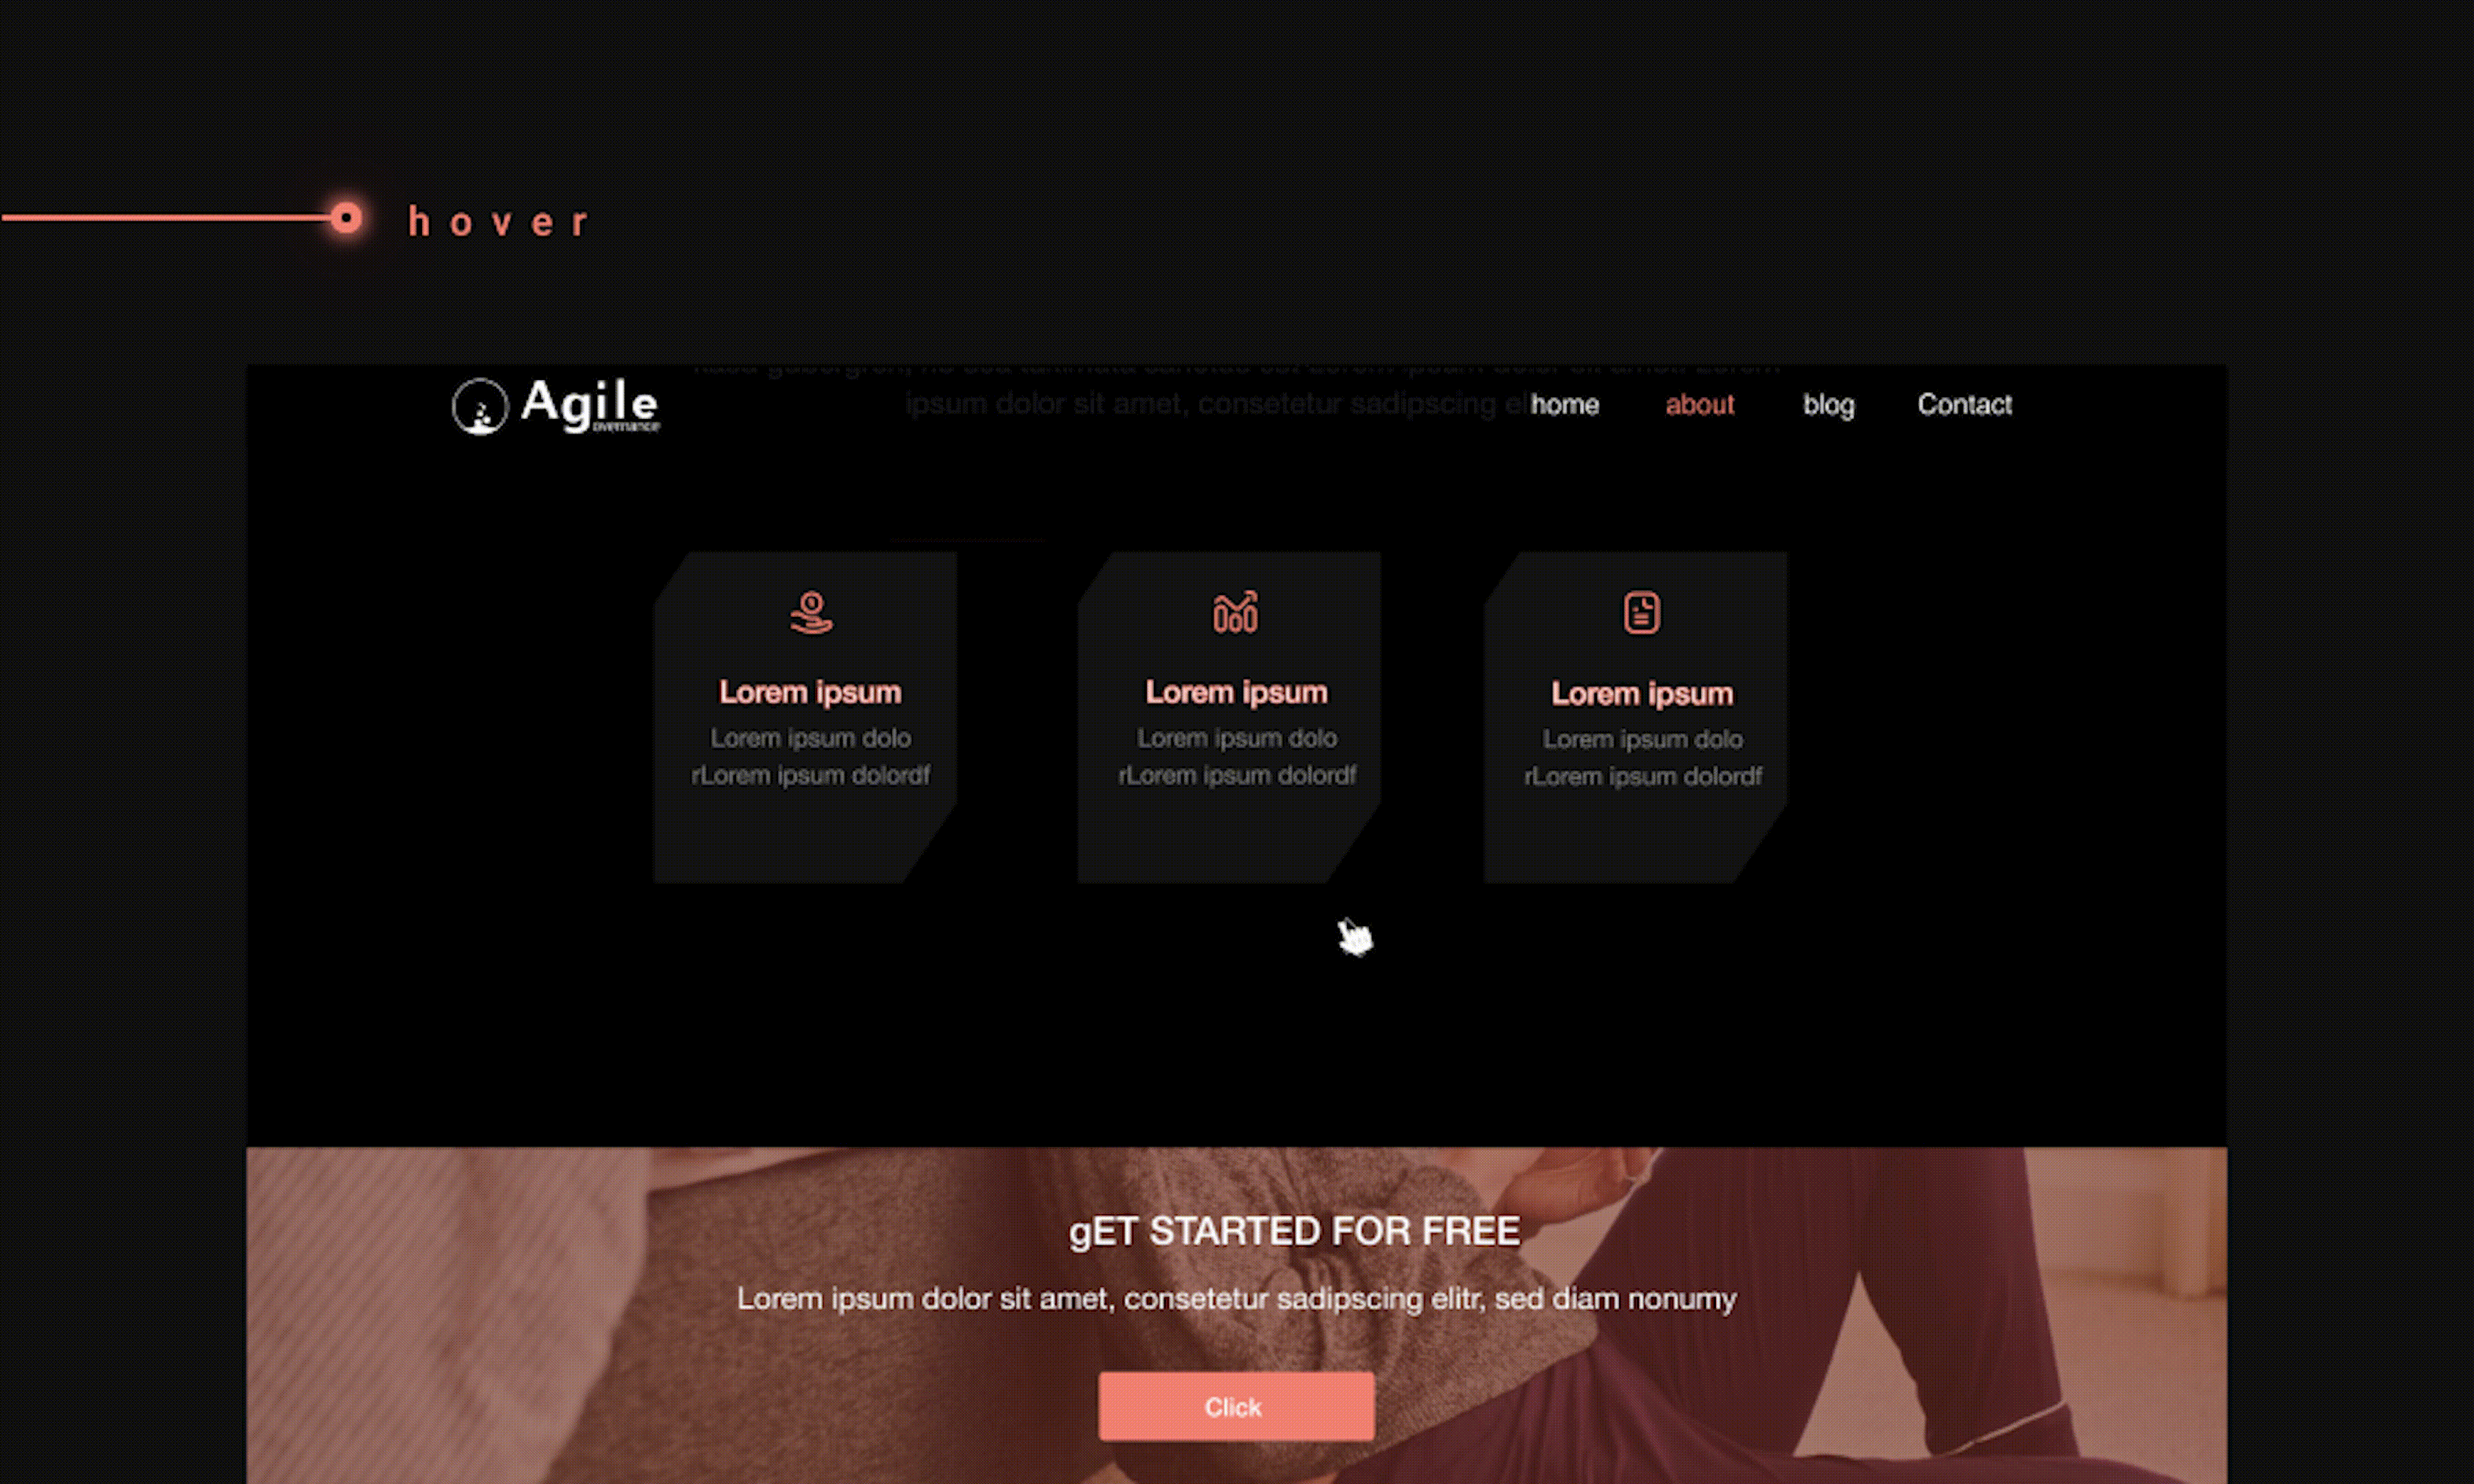 hover
Agile
overnance
ipsum dolor sit amet, consetetur sadipscing el
home about blog Contact
Lorem ipsum
Lorem ipsum dolo
rLorem ipsum dolordf
Lorem ipsum
Lorem ipsum dolo
rLorem ipsum dolordf
Lorem ipsum
Lorem ipsum dolo
rLorem ipsum dolordf
gET STARTED FOR FREE
Lorem ipsum dolor sit amet, consetetur sadipscing elitr, sed diam nonumy
Click